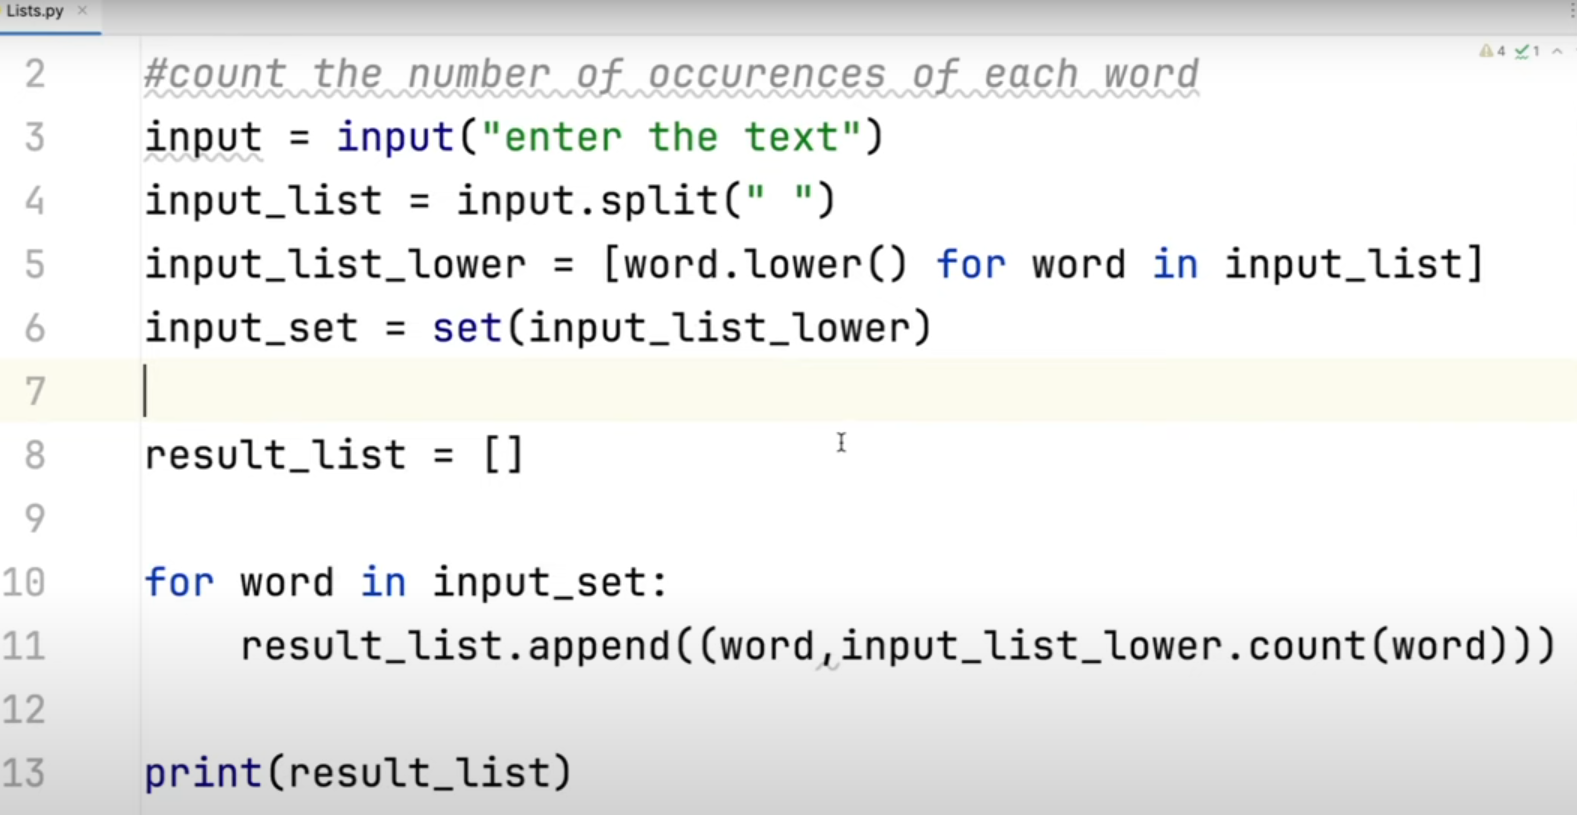 Lists.py ×
4 1
2 #count the number of occurences of each word
3 input = input("enter the text")
4 input_list = input.split(" ")
5 input_list_lower = [word.lower() for word in input_list]
6 input_set = set(input_list_lower)
7
8 result_list = []
9
10 for word in input_set:
11     result_list.append((word,input_list_lower.count(word)))
12
13 print(result_list)